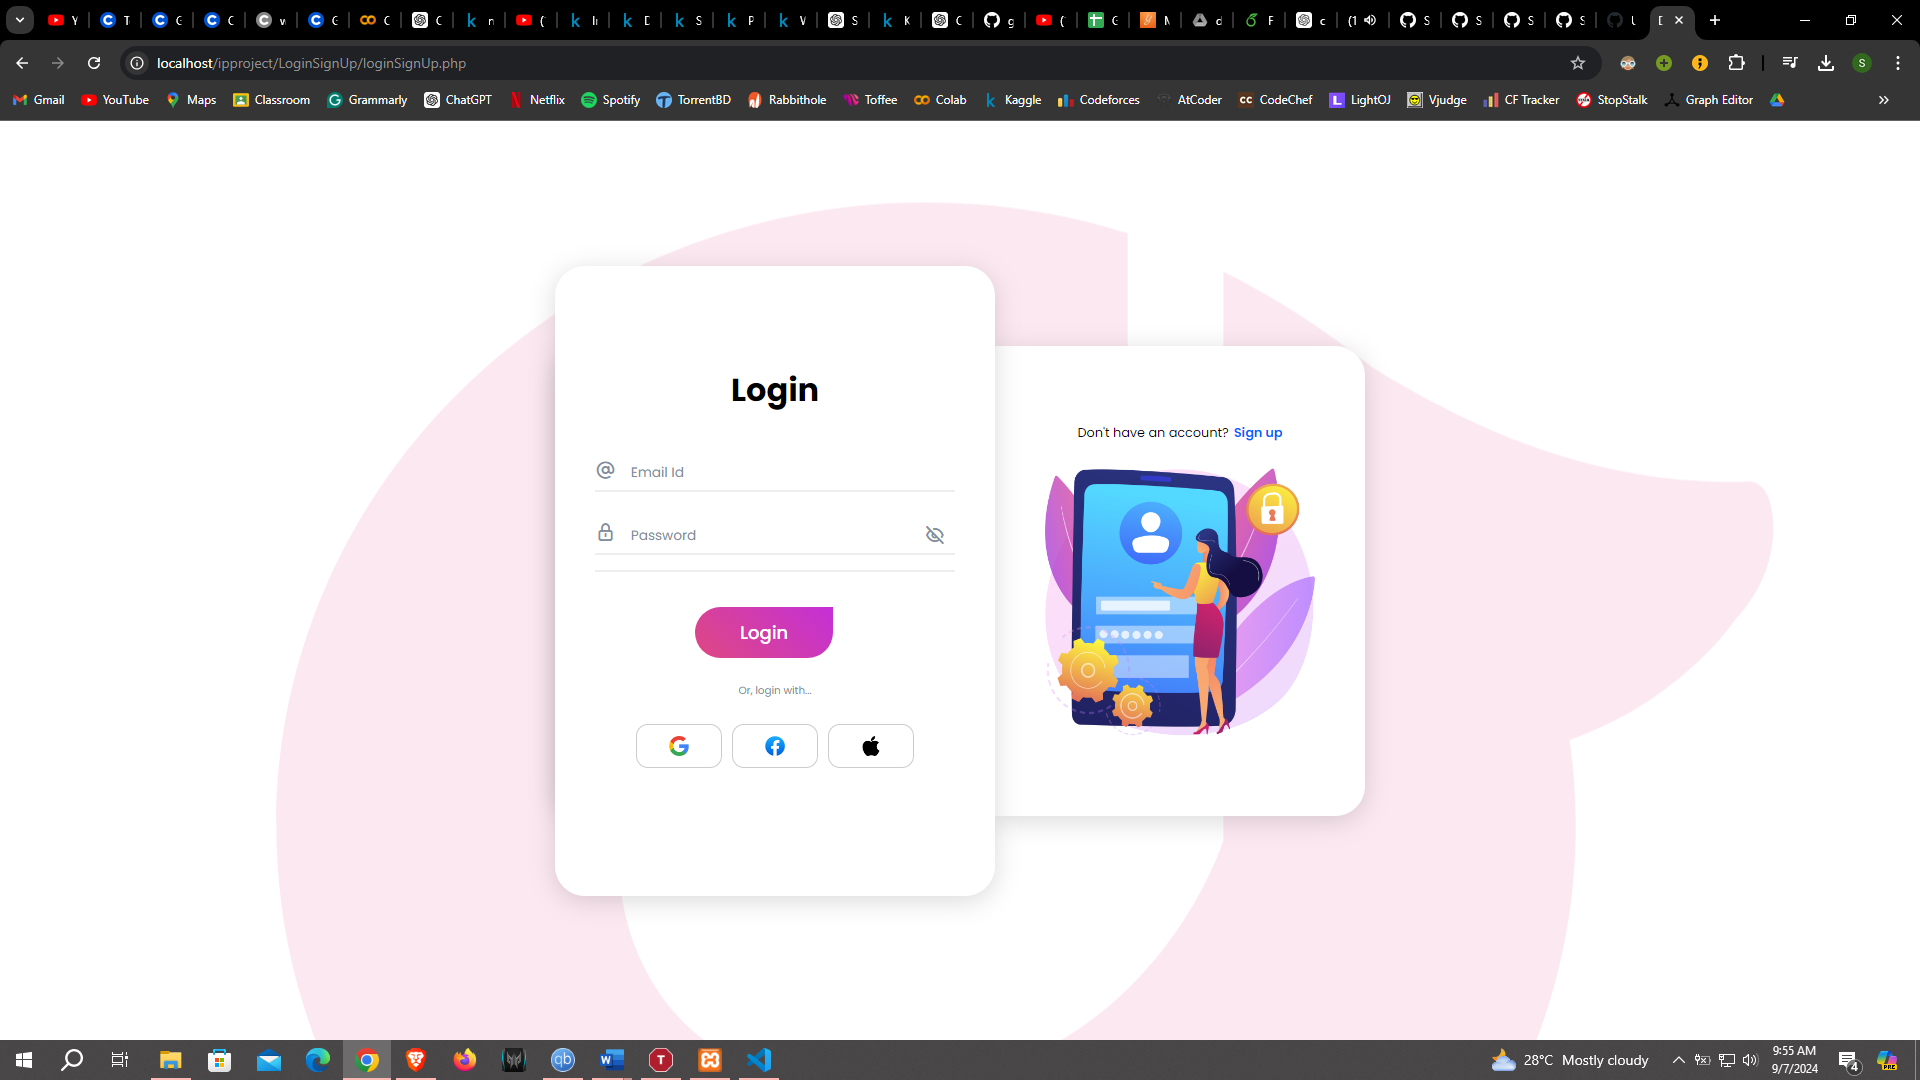 localhost/ipproject/LoginSignUp/loginSignUp.php
S
Gmail
YouTube
Maps
Classroom
Grammarly
ChatGPT
Netflix
Spotify
TorrentBD
Rabbithole
Toffee
Colab
Kaggle
Codeforces
AtCoder
CodeChef
LightOJ
Vjudge
CF Tracker
StopStalk
Graph Editor
Login
Email Id
Password
Login
Or, login with...
Don't have an account? Sign up
28°C Mostly cloudy
9:55 AM
9/7/2024
4